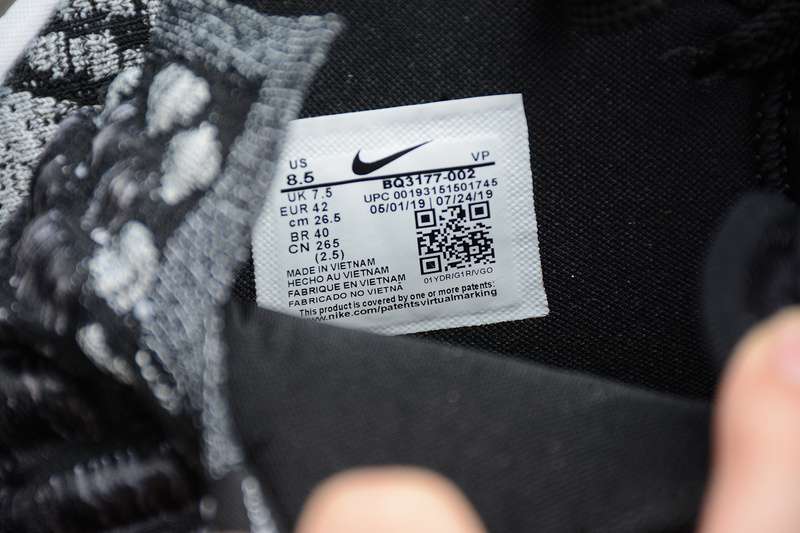 US VP
8.5 BQ3177-002
UK 7.5 UPC 00193151501745
EUR 42 05/01/19 | 07/24/19
cm 26.5
BR 40
CN 265
(2.5)
MADE IN VIETNAM
HECHO AU VIETNAM
FABRIQUE EN VIETNAM
FABRICADO NO VIETNÃ
01YDR/G1R/VGO
This product is covered by one or more patents:
www.nike.com/patentsvirtualmarking